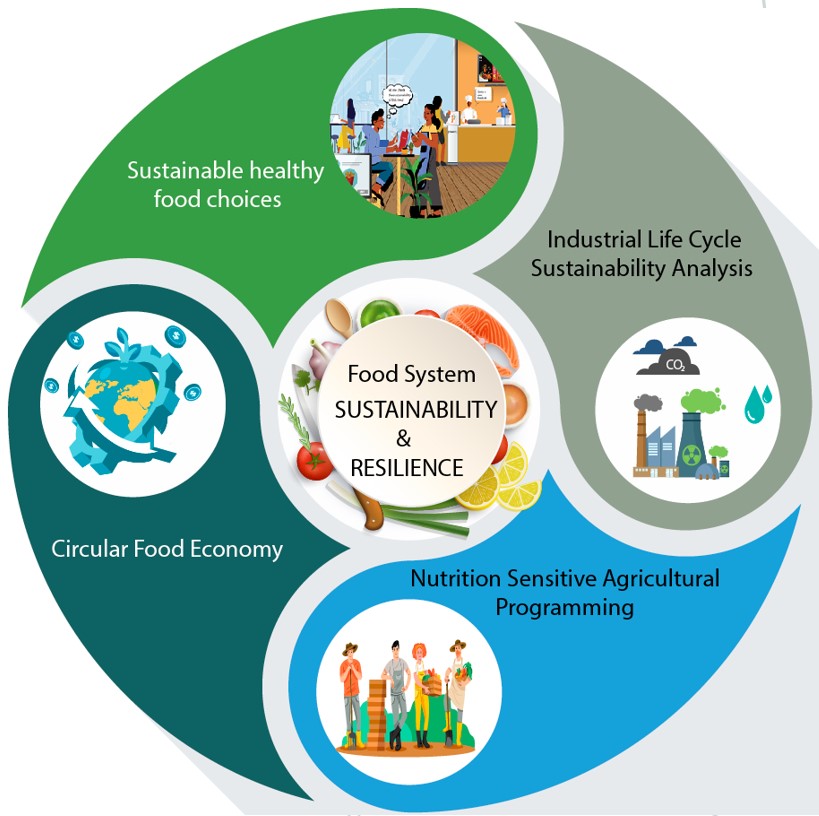 Sustainable healthy
food choices
Industrial Life Cycle
Sustainability Analysis
CO₂
Food System
SUSTAINABILITY
&
RESILIENCE
Circular Food Economy
Nutrition Sensitive Agricultural
Programming